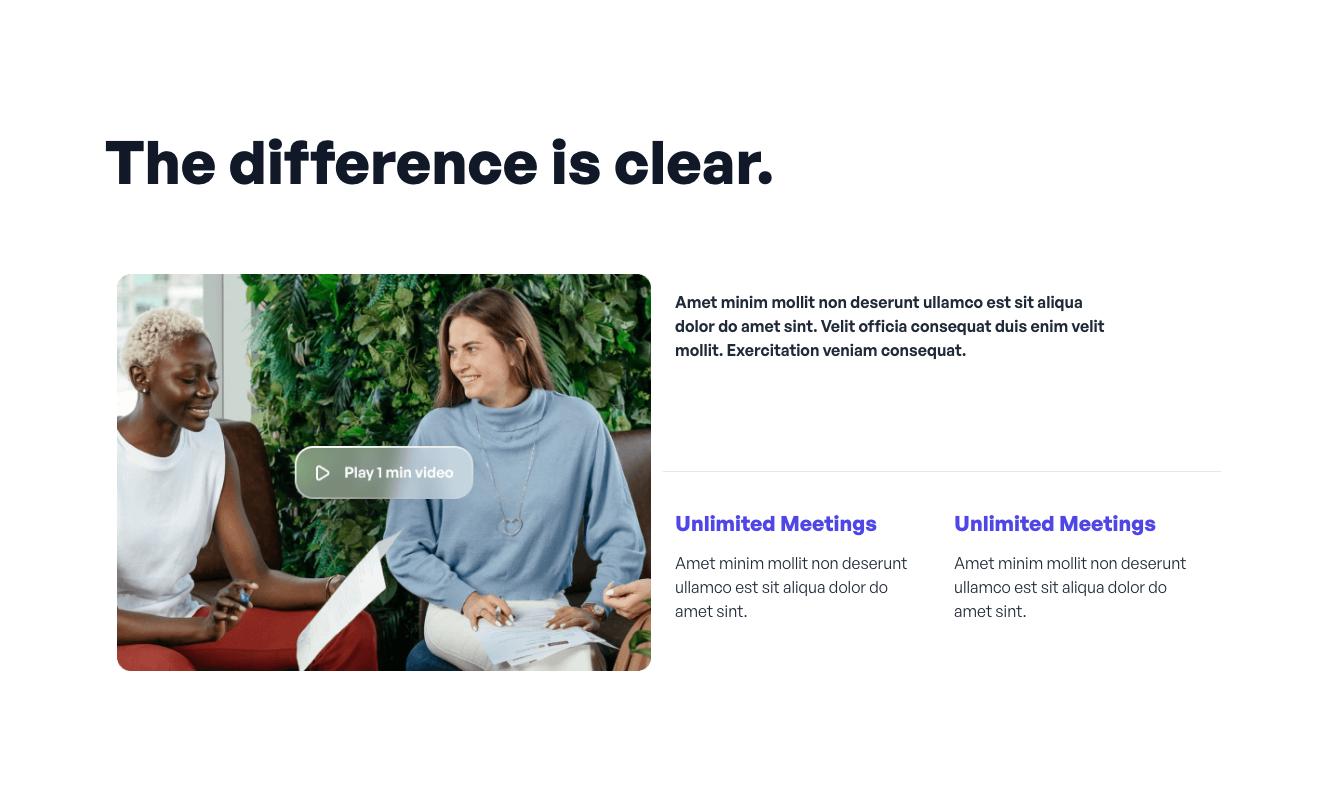 The difference is clear.
Amet minim mollit non deserunt ullamco est sit aliqua
dolor do amet sint. Velit officia consequat duis enim velit
mollit. Exercitation veniam consequat.
Play 1 min video
Unlimited Meetings
Amet minim mollit non deserunt
ullamco est sit aliqua dolor do
amet sint.
Unlimited Meetings
Amet minim mollit non deserunt
ullamco est sit aliqua dolor do
amet sint.